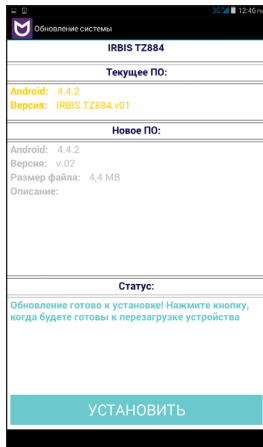 3G 12:46 PM
Обновление системы
IRBIS TZ884
Текущее ПО:
Android: 4.4.2
Версия: IRBIS.TZ884.v01
Новое ПО:
Android: 4.4.2
Версия: v.02
Размер файла: 4,4 MB
Описание:
Статус:
Обновление готово к установке! Нажмите кнопку,
когда будете готовы к перезагрузке устройства
УСТАНОВИТЬ